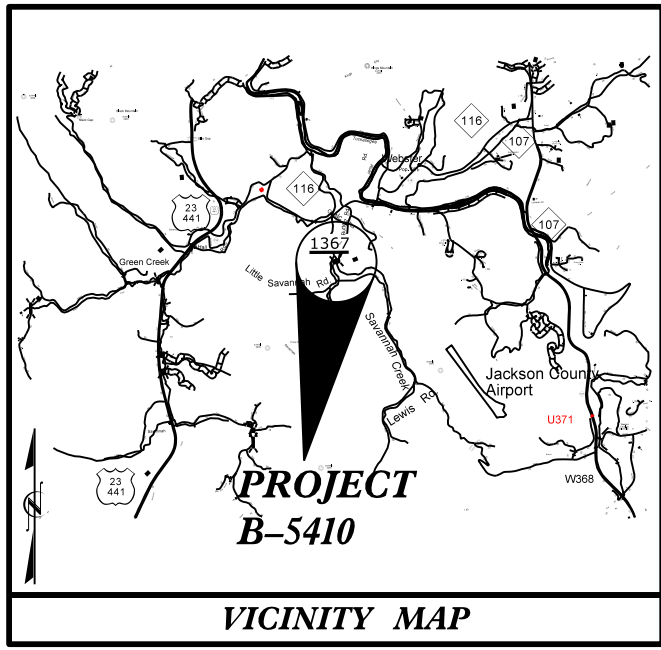 116
107
Webster
116
23
441
107
1367
Green Creek
Little Savannah Rd
Savannah Creek
Jackson County
Airport
Lewis Rd
U371
W368
23
441
PROJECT
B–5410
N
VICINITY MAP